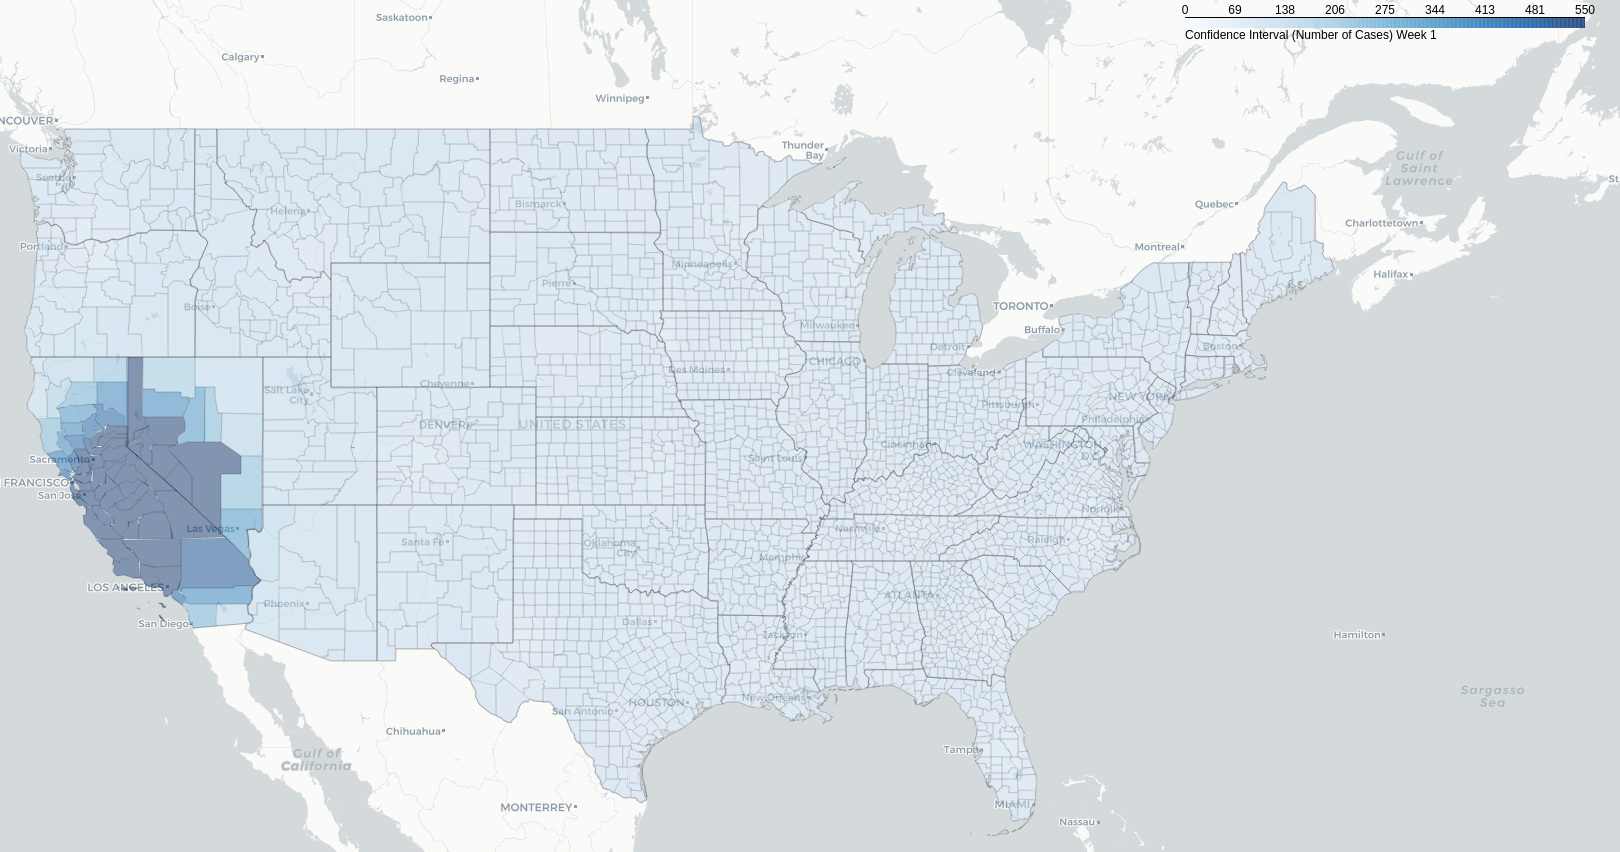 0 69 138 206 275 344 413 481 550
Confidence Interval (Number of Cases) Week 1
Saskatoon
Calgary
Regina
Winnipeg
NCOUVER
Victoria
Seattle
Thunder
Bay
Gulf of
Saint
Lawrence
St
Helena
Bismarck
Quebec
Charlottetown
Portland
Montreal
Minneapolis
Halifax
Pierre
Boise
TORONTO
Milwaukee
Buffalo
Detroit
Boston
CHICAGO
Des Moines
Cleveland
Cheyenne
Salt Lake
City
NEW YORK
Pittsburgh
Philadelphia
DENVER
UNITED STATES
Cincinnati
WASHINGTON
D.C.
Sacramento
Saint Louis
FRANCISCO
San Jose
Norfolk
Las Vegas
Nashville
Santa Fe
Oklahoma
City
Raleigh
Memphis
LOS ANGELES
ATLANTA
Phoenix
San Diego
Dallas
Jackson
Hamilton
Sargasso
Sea
New Orleans
HOUSTON
San Antonio
Chihuahua
Gulf of
California
Tampa
MONTERREY
MIAMI
Nassau